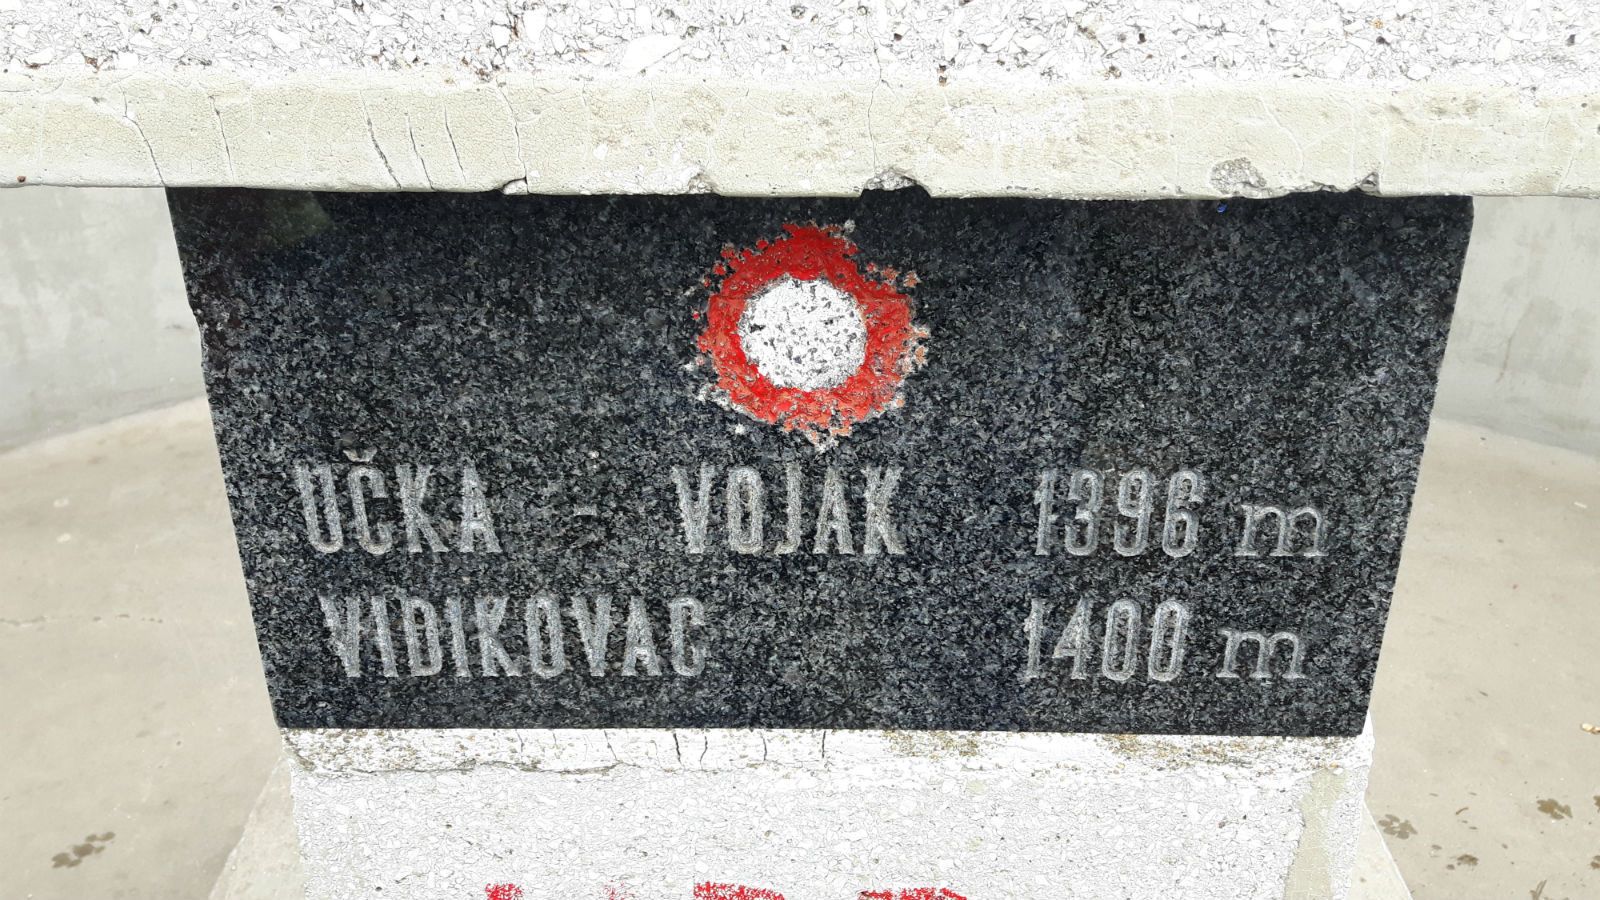 UČKA - VOJAK 1396 m
VIDIKOVAC 1400 m